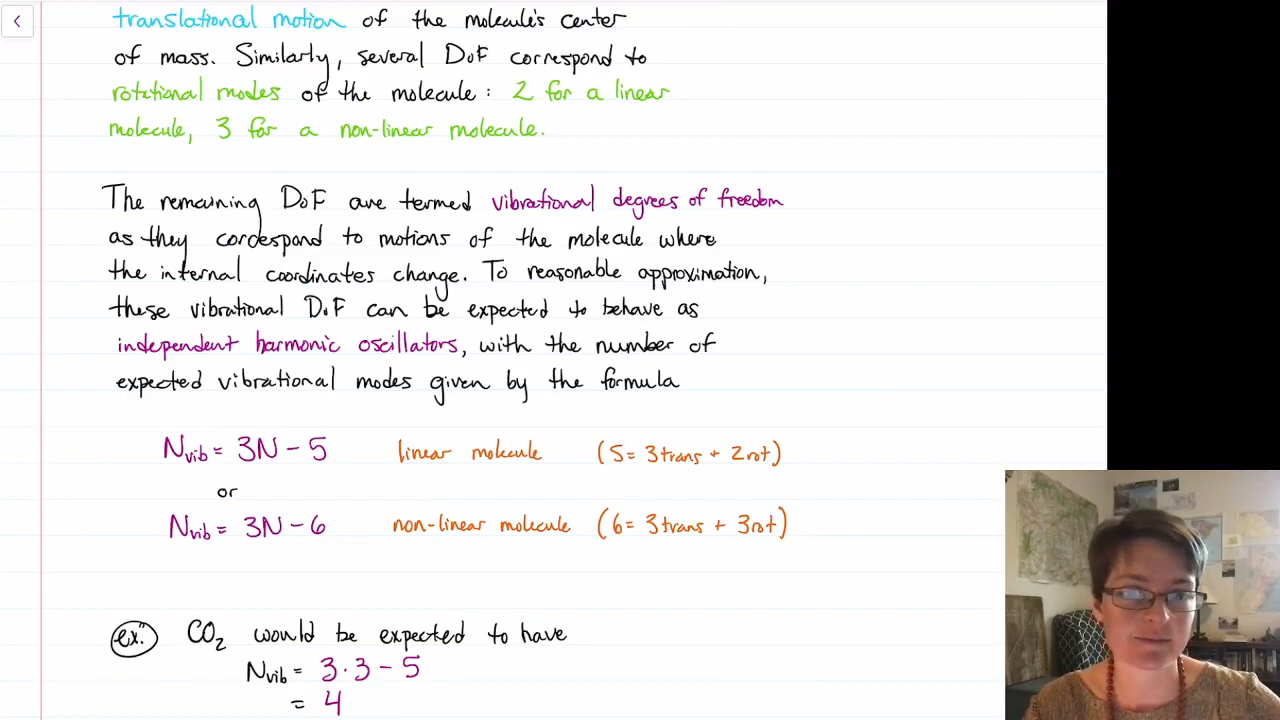 translational motion of the molecule's center
of mass. Similarly, several DoF correspond to
rotational modes of the molecule: 2 for a linear
molecule, 3 for a non-linear molecule.
The remaining DoF are termed vibrational degrees of freedom
as they cordespond to motions of the molecule where
the internal coordinates change. To reasonable approximation,
these vibrational DoF can be expected to behave as
independent harmonic oscillators, with the number of
expected vibrational modes given by the formula
Nvib = 3N - 5 linear molecule (5 = 3trans + 2rot)
or
Nvib = 3N - 6 non-linear molecule (6 = 3trans + 3rot)
ex: CO₂ would be expected to have
Nvib = 3·3 - 5
= 4